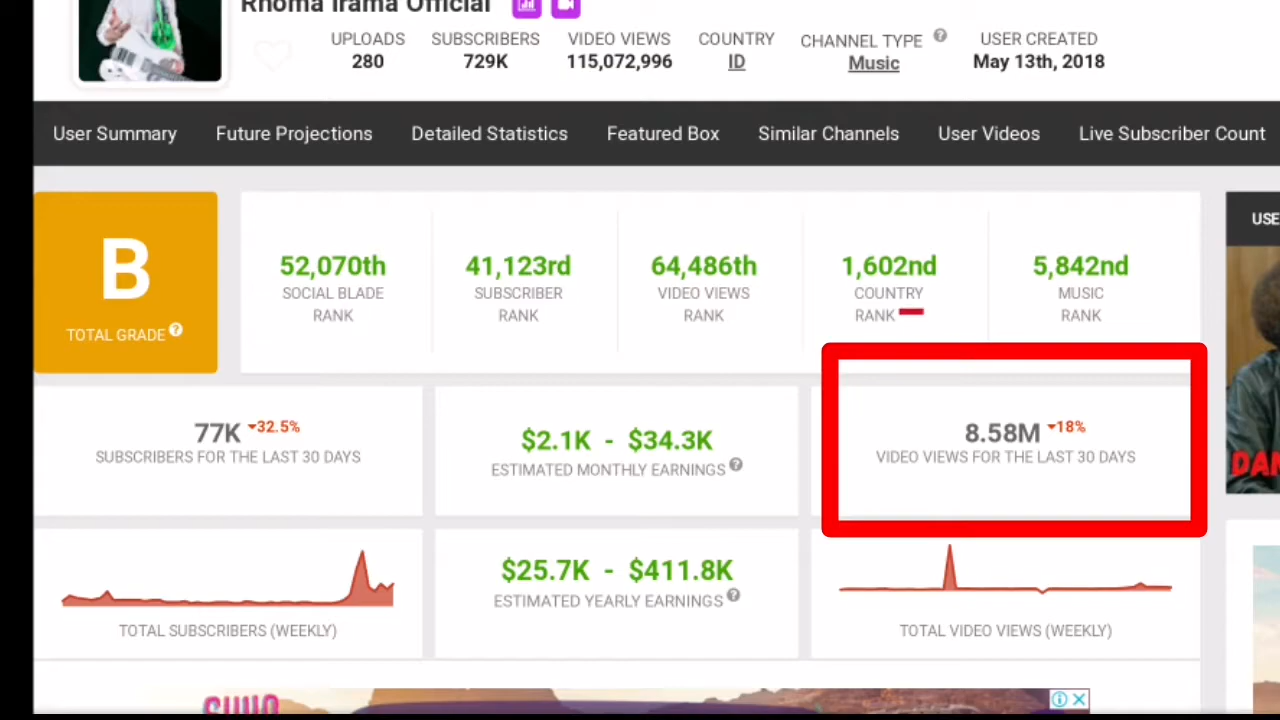 Rhoma Irama Official
UPLOADS SUBSCRIBERS VIDEO VIEWS COUNTRY CHANNEL TYPE ? USER CREATED
280 729K 115,072,996 ID Music May 13th, 2018
User Summary Future Projections Detailed Statistics Featured Box Similar Channels User Videos Live Subscriber Count
B
TOTAL GRADE ?
52,070th 41,123rd 64,486th 1,602nd 5,842nd
SOCIAL BLADE SUBSCRIBER VIDEO VIEWS COUNTRY MUSIC
RANK RANK RANK RANK RANK
USE
77K 32.5%
SUBSCRIBERS FOR THE LAST 30 DAYS
$2.1K - $34.3K
ESTIMATED MONTHLY EARNINGS ?
8.58M 18%
VIDEO VIEWS FOR THE LAST 30 DAYS
DAN
TOTAL SUBSCRIBERS (WEEKLY)
$25.7K - $411.8K
ESTIMATED YEARLY EARNINGS ?
TOTAL VIDEO VIEWS (WEEKLY)